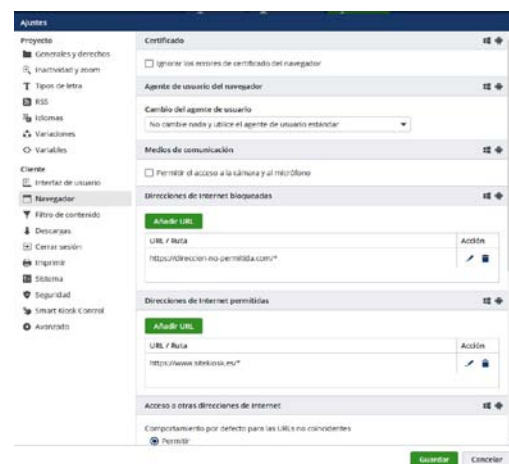 Ajustes
Proyecto
Generales y derechos
Inactividad y zoom
Tipos de letra
RSS
Idiomas
Variaciones
Variables
Cliente
Interfaz de usuario
Navegador
Filtro de contenido
Descargas
Cerrar sesión
Imprimir
Sistema
Seguridad
Smart Kiosk Control
Avanzado
Certificado
Ignorar los errores de certificado del navegador
Agente de usuario del navegador
Cambio del agente de usuario
No cambie nada y utilice el agente de usuario estándar
Medios de comunicación
Permitir el acceso a la cámara y al micrófono
Direcciones de Internet bloqueadas
Añadir URL
URL / Ruta Acción
https://direccion-no-permitida.com/*
Direcciones de Internet permitidas
Añadir URL
URL / Ruta Acción
https://www.sitekiosk.es/*
Acceso a otras direcciones de Internet
Comportamiento por defecto para las URLs no coincidentes
Permitir
Guardar Cancelar